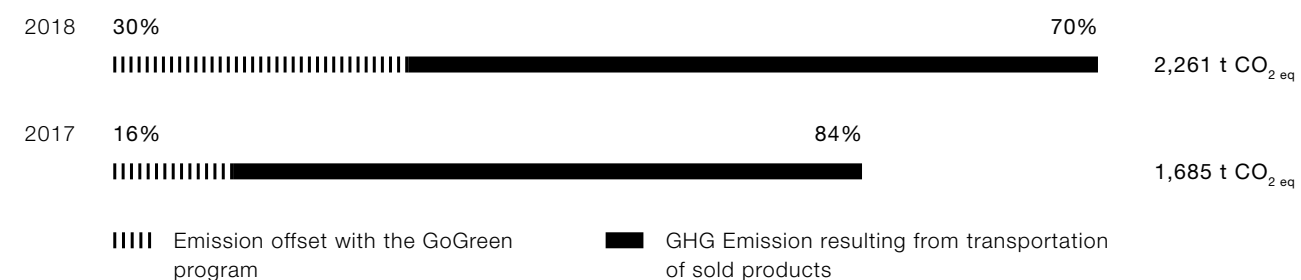 2018 30% 70%
2,261 t CO2 eq
2017 16% 84%
1,685 t CO2 eq
Emission offset with the GoGreen
program
GHG Emission resulting from transportation
of sold products